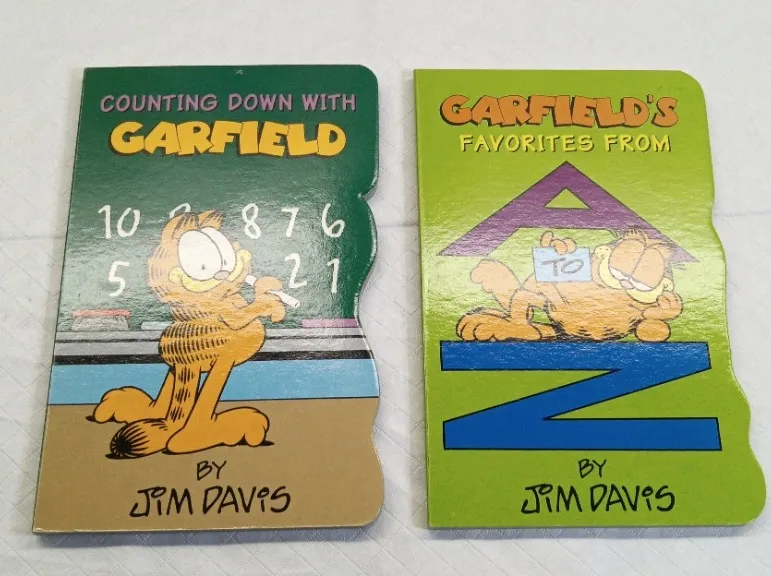 COUNTING DOWN WITH
GARFIELD
10 8 7 6
5 2 1
BY
JIM DAVIS
GARFIELD'S
FAVORITES FROM
A
TO
Z
BY
JIM DAVIS